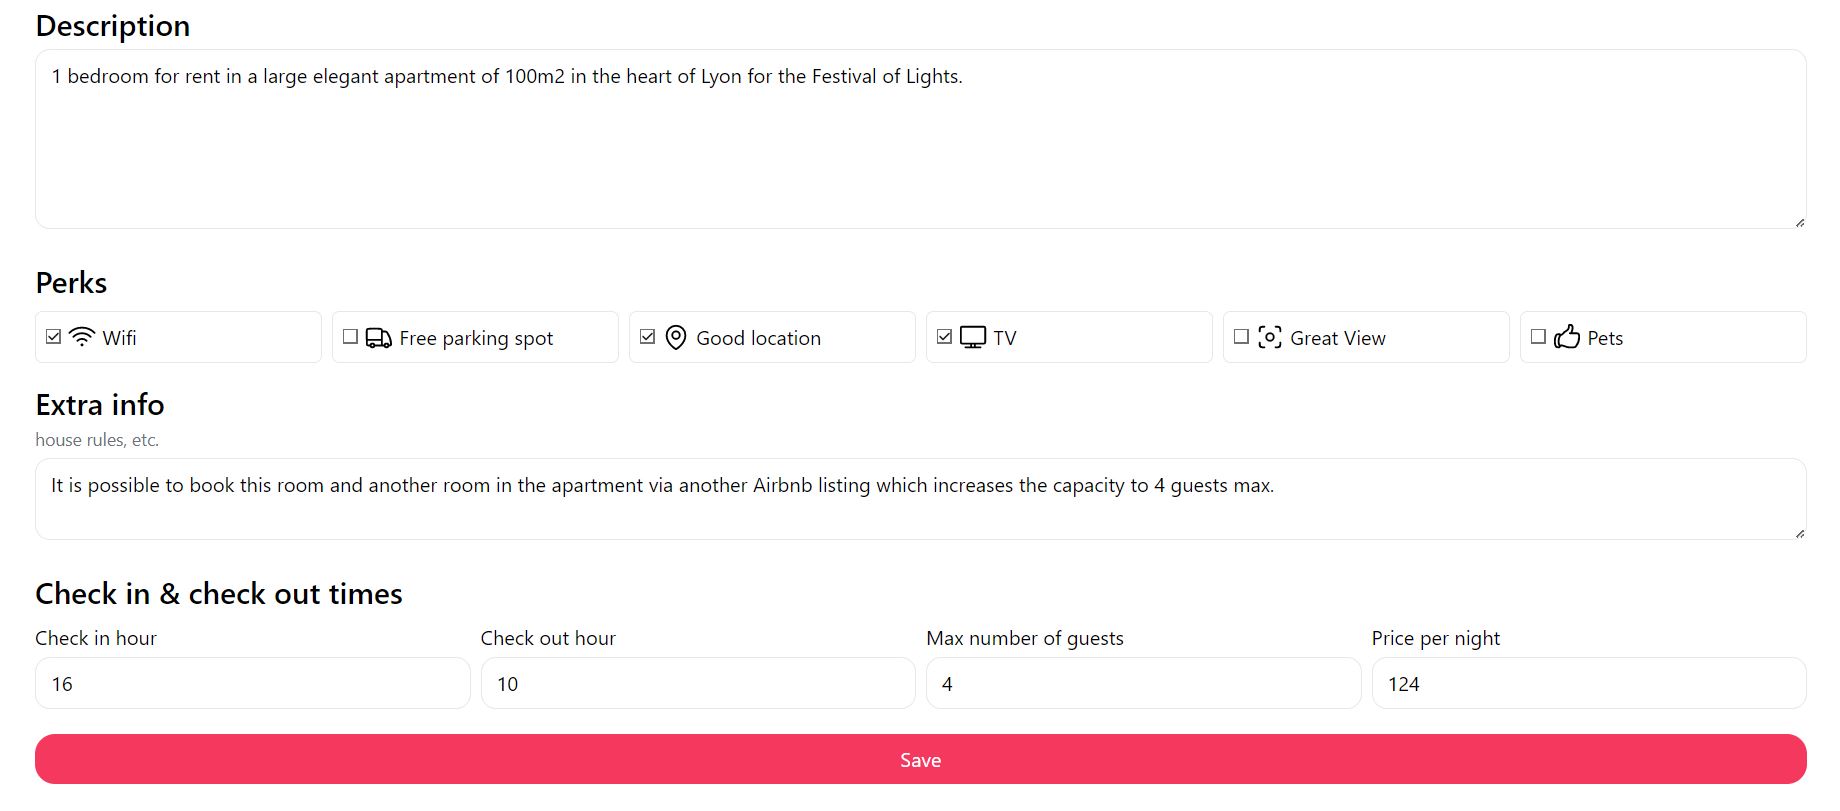 Description
1 bedroom for rent in a large elegant apartment of 100m2 in the heart of Lyon for the Festival of Lights.
Perks
Wifi
Free parking spot
Good location
TV
Great View
Pets
Extra info
house rules, etc.
It is possible to book this room and another room in the apartment via another Airbnb listing which increases the capacity to 4 guests max.
Check in & check out times
Check in hour
Check out hour
Max number of guests
Price per night
16
10
4
124
Save